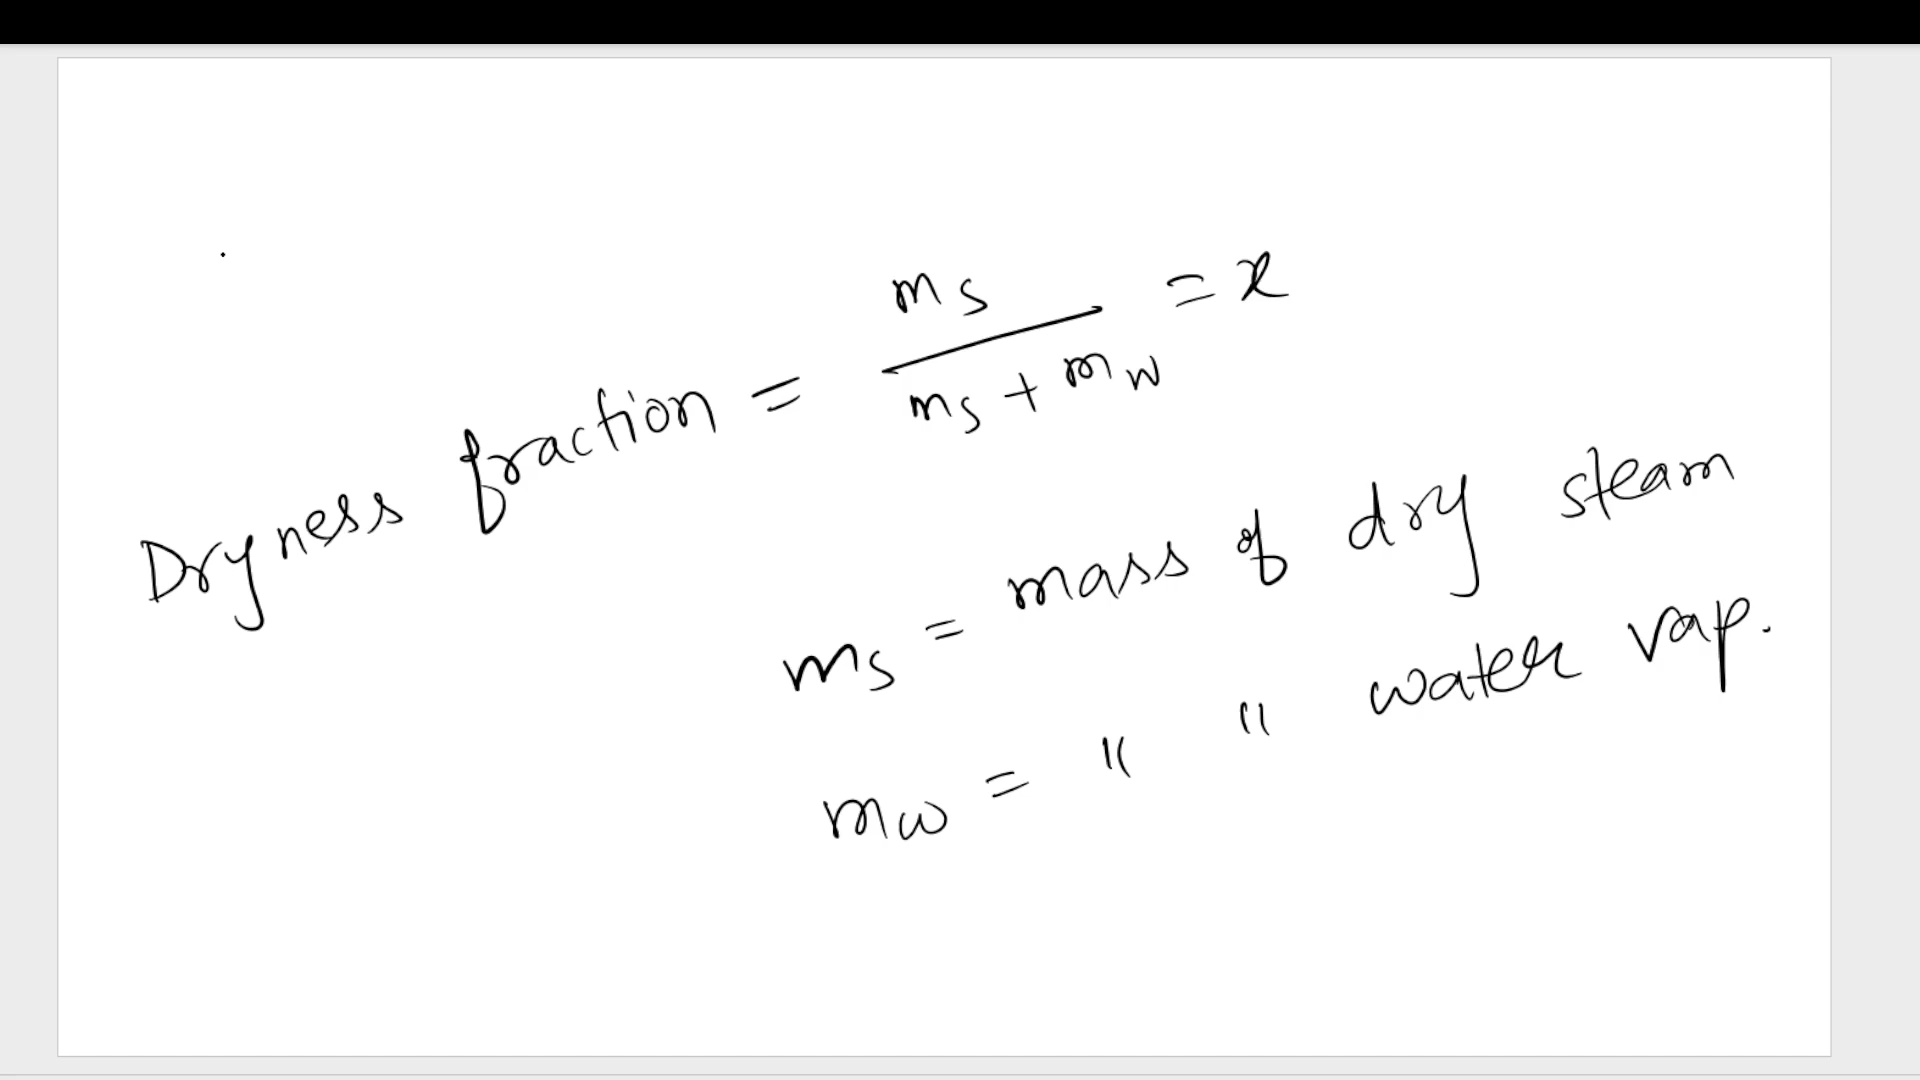 Dryness fraction = ms / ms + mw = x
ms = mass of dry steam
mw = " " water vap.